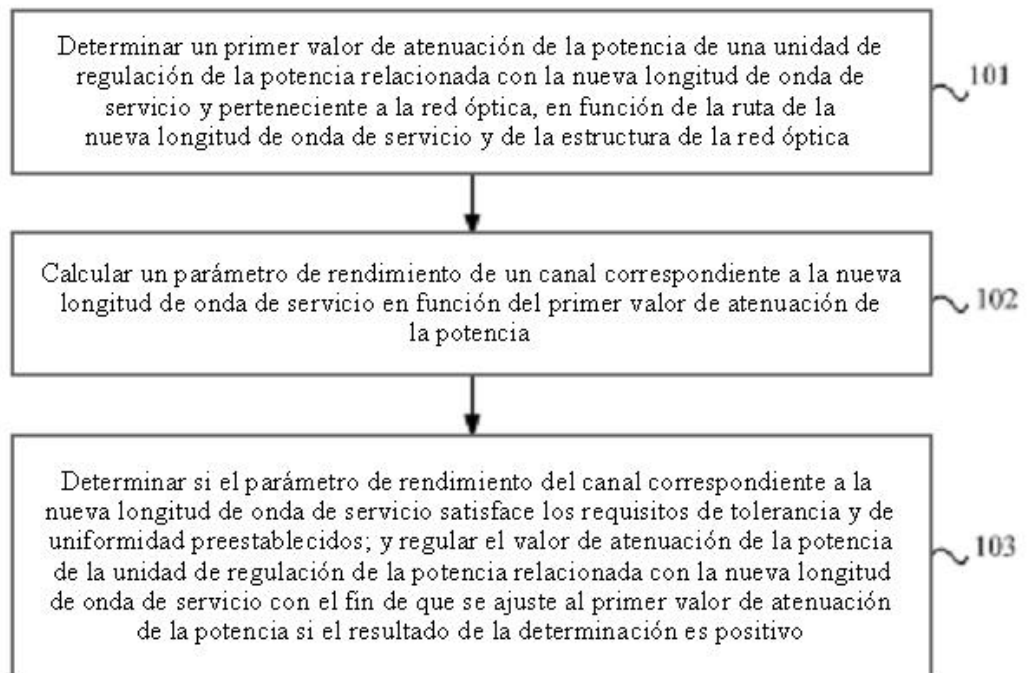 Determinar un primer valor de atenuación de la potencia de una unidad de
regulación de la potencia relacionada con la nueva longitud de onda de
servicio y perteneciente a la red óptica, en función de la ruta de la
nueva longitud de onda de servicio y de la estructura de la red óptica
101
Calcular un parámetro de rendimiento de un canal correspondiente a la nueva
longitud de onda de servicio en función del primer valor de atenuación de
la potencia
102
Determinar si el parámetro de rendimiento del canal correspondiente a la
nueva longitud de onda de servicio satisface los requisitos de tolerancia y de
uniformidad preestablecidos; y regular el valor de atenuación de la potencia
de la unidad de regulación de la potencia relacionada con la nueva longitud
de onda de servicio con el fin de que se ajuste al primer valor de atenuación
de la potencia si el resultado de la determinación es positivo
103